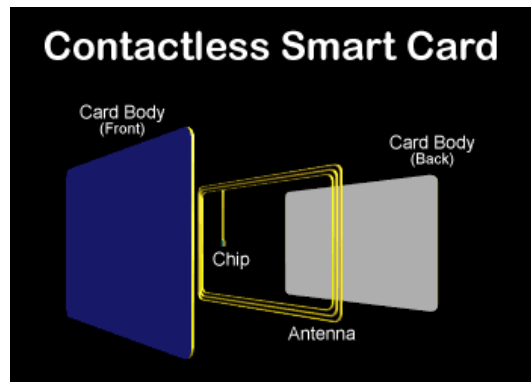 Contactless Smart Card
Card Body
(Front)
Card Body
(Back)
Chip
Antenna